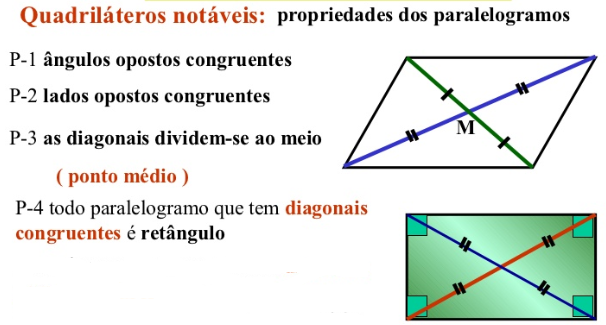 Quadriláteros notáveis: propriedades dos paralelogramos
P-1 ângulos opostos congruentes
P-2 lados opostos congruentes
P-3 as diagonais dividem-se ao meio
( ponto médio )
M
P-4 todo paralelogramo que tem diagonais
congruentes é retângulo